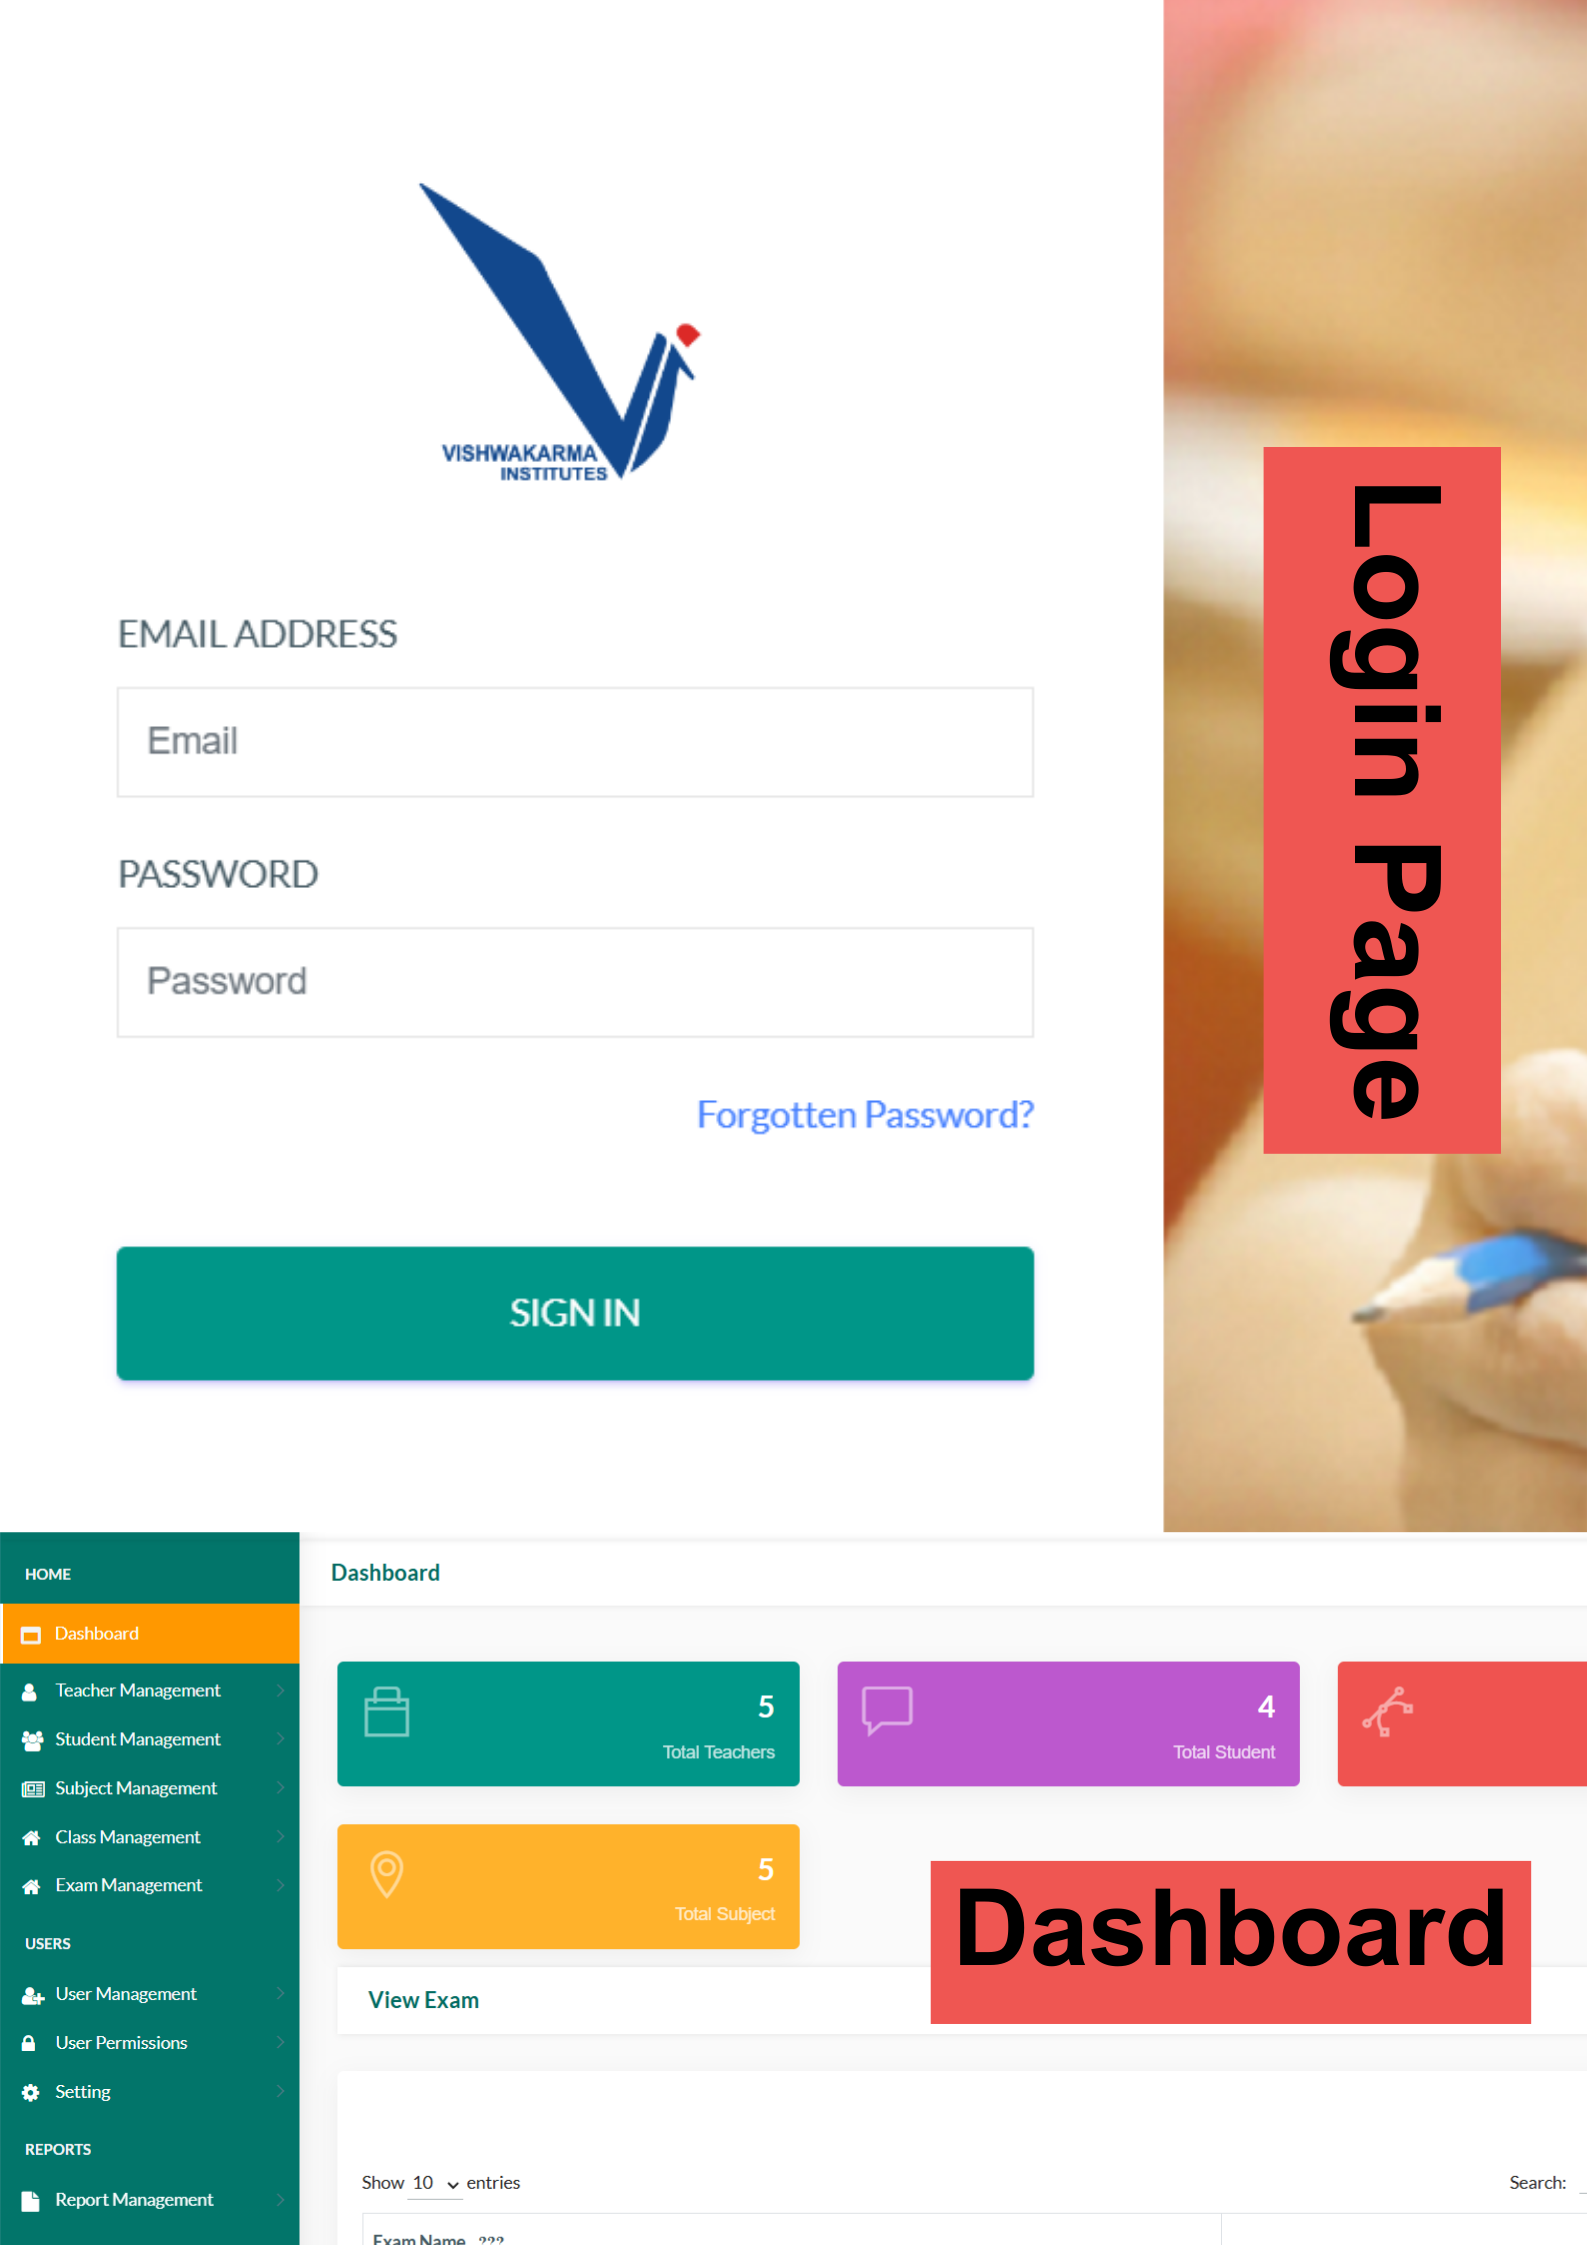 VISHWAKARMA
INSTITUTES
EMAIL ADDRESS
Email
PASSWORD
Password
Forgotten Password?
SIGN IN
Login Page
HOME
Dashboard
Teacher Management
Student Management
Subject Management
Class Management
Exam Management
USERS
User Management
User Permissions
Setting
REPORTS
Report Management
Dashboard
5
Total Teachers
4
Total Student
5
Total Subject
Dashboard
View Exam
Show 10 entries
Search:
Exam Name ???